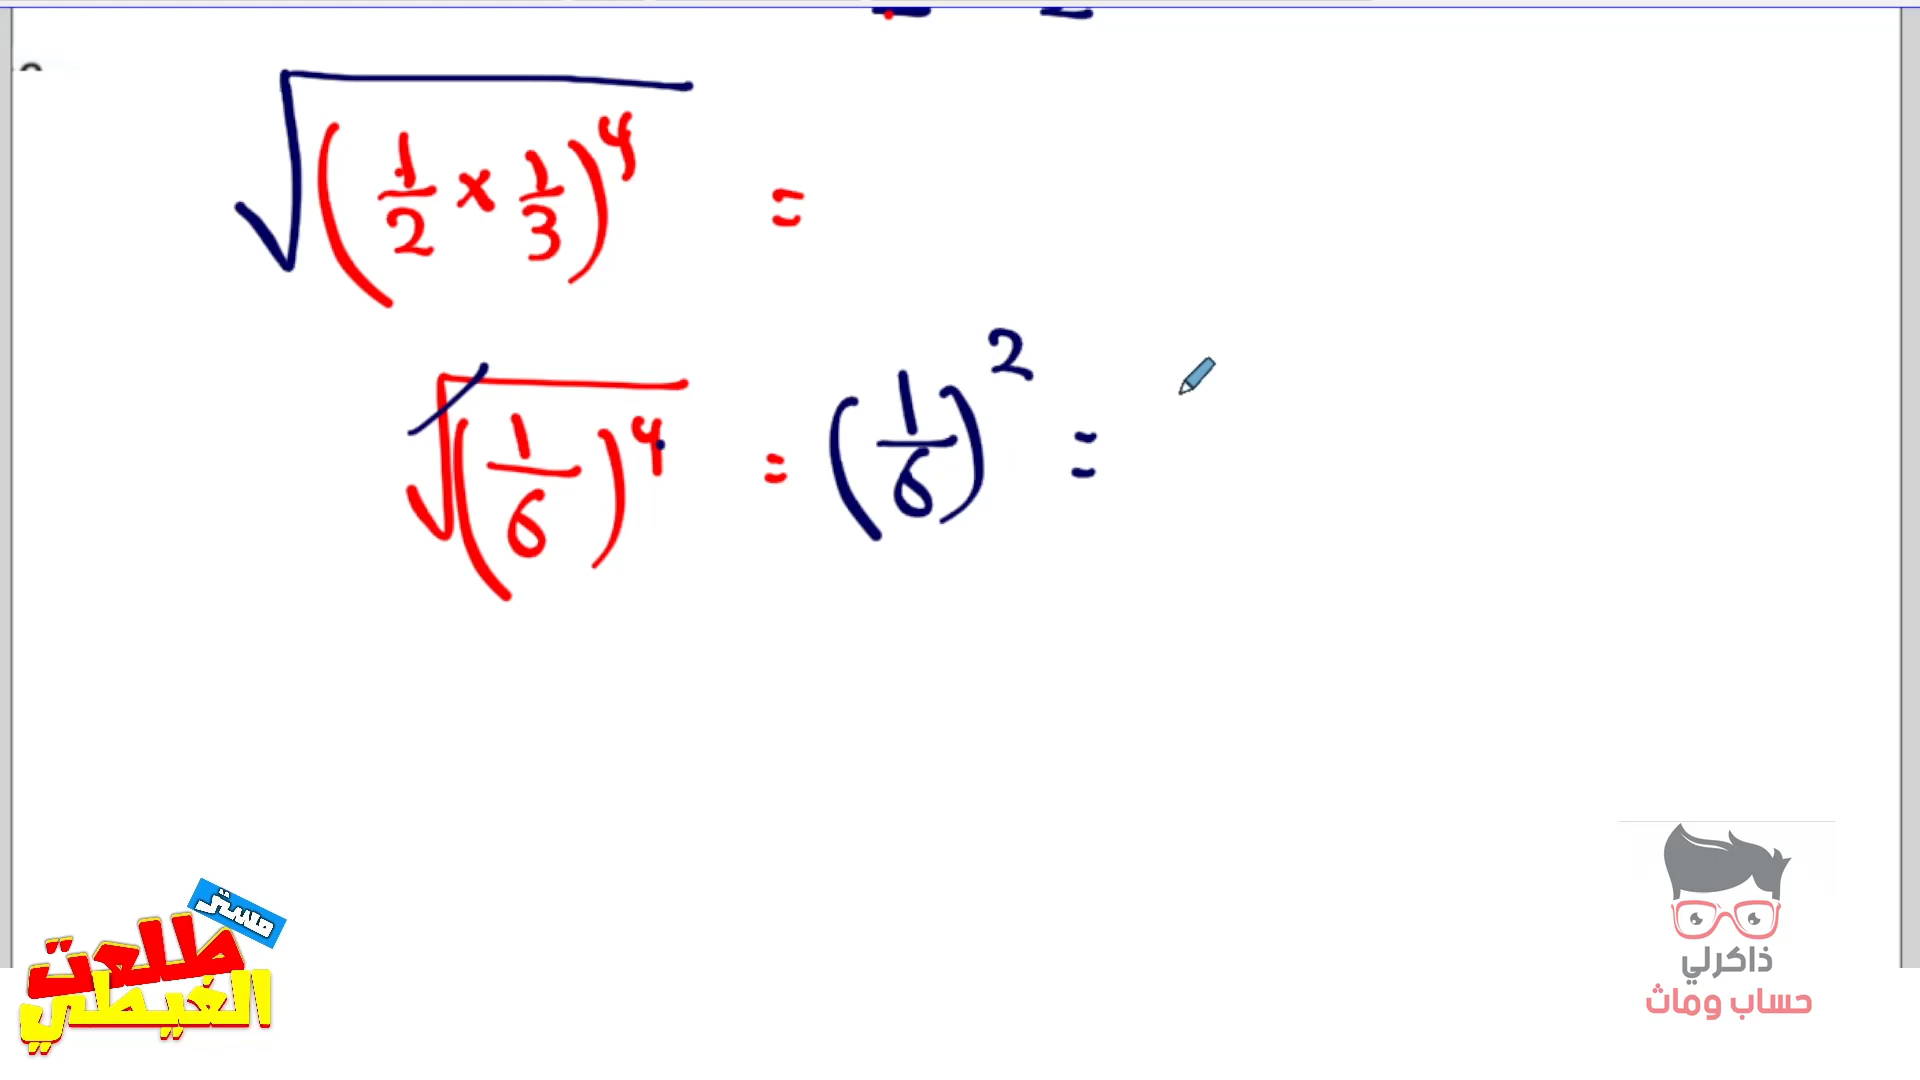 √(1/2 × 1/3)^4 =
√(1/6)^4 = (1/6)^2 =
مستر
طلعت
الغيطي
ذاكرلي
حساب وماث